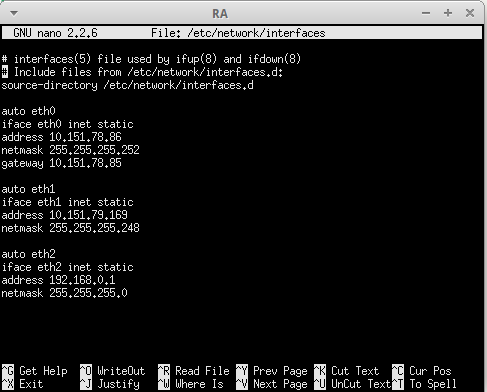 RA
GNU nano 2.2.6 File: /etc/network/interfaces
# interfaces(5) file used by ifup(8) and ifdown(8)
# Include files from /etc/network/interfaces.d:
source-directory /etc/network/interfaces.d
auto eth0
iface eth0 inet static
address 10.151.78.86
netmask 255.255.255.252
gateway 10.151.78.85
auto eth1
iface eth1 inet static
address 10.151.79.169
netmask 255.255.255.248
auto eth2
iface eth2 inet static
address 192.168.0.1
netmask 255.255.255.0
^G Get Help ^O WriteOut ^R Read File ^Y Prev Page ^K Cut Text ^C Cur Pos
^X Exit ^J Justify ^W Where Is ^V Next Page ^U UnCut Text ^T To Spell